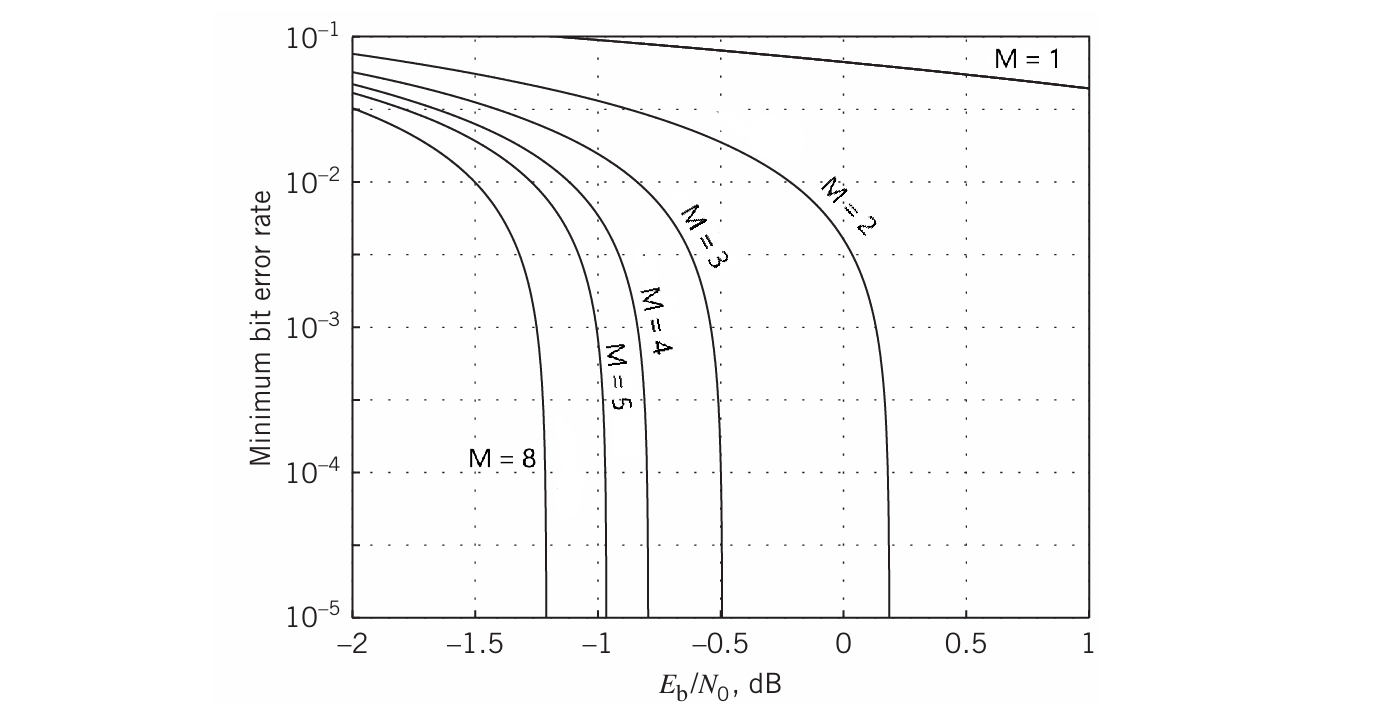 10⁻¹
M = 1
10⁻²
M = 2
M = 3
10⁻³
M = 4
M = 5
10⁻⁴
M = 8
10⁻⁵
Minimum bit error rate
−2 −1.5 −1 −0.5 0 0.5 1
E_b/N_0, dB